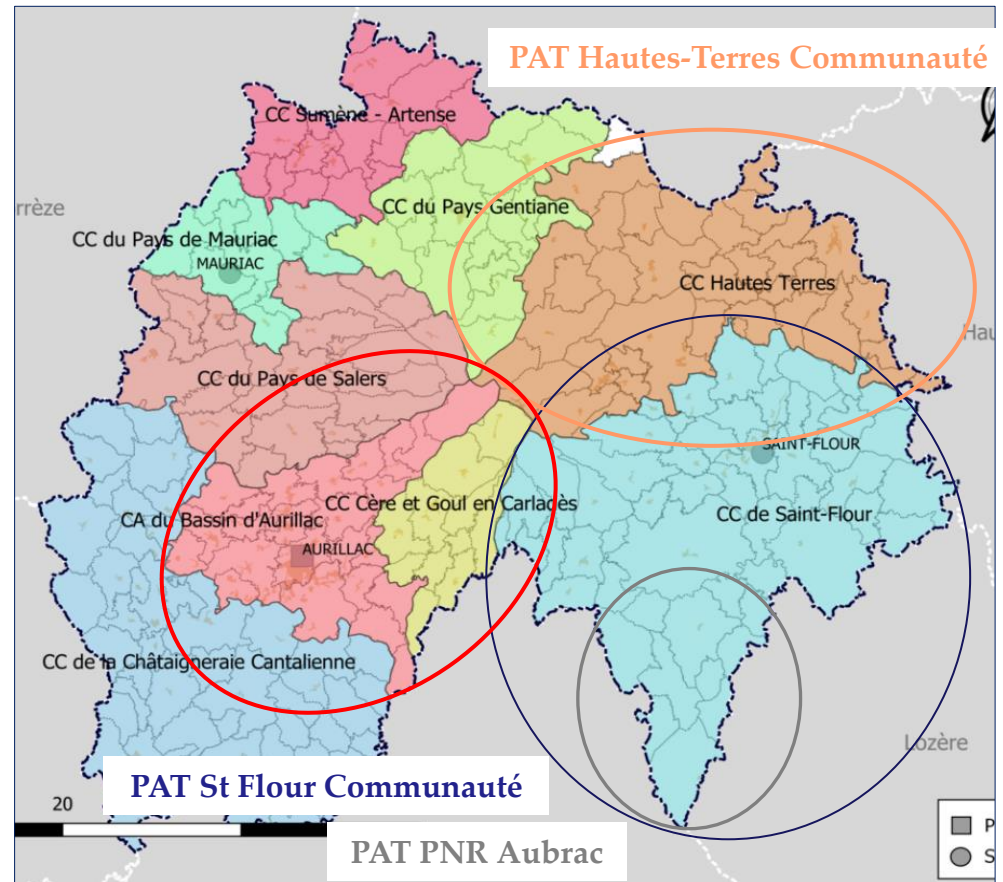 PAT Hautes-Terres Communauté
CC Sumène - Artense
rrèze
CC du Pays Gentiane
CC du Pays de Mauriac
MAURIAC
CC Hautes Terres
Hau
CC du Pays de Salers
SAINT-FLOUR
CC Cère et Goul en Carladès
CA du Bassin d'Aurillac
CC de Saint-Flour
AURILLAC
CC de la Châtaigneraie Cantalienne
Lozère
PAT St Flour Communauté
20
P
PAT PNR Aubrac
S